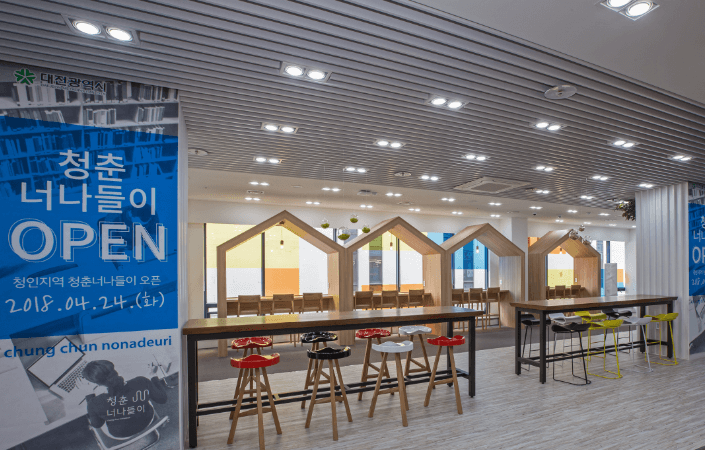 대전광역시
청춘
너나들이
OPEN
청인지역 청춘너나들이 오픈
2018.04.24.(화)
chung chun nonadeuri
청춘
너나들이